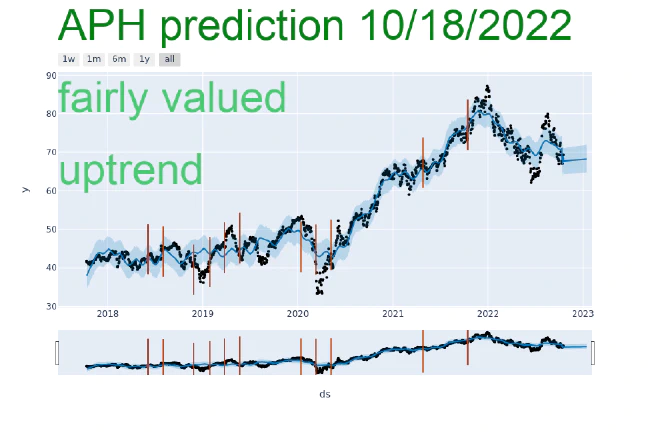 APH prediction 10/18/2022
1w 1m 6m 1y all
90
fairly valued
80
uptrend
70
y
60
50
40
30
2018 2019 2020 2021 2022 2023
ds